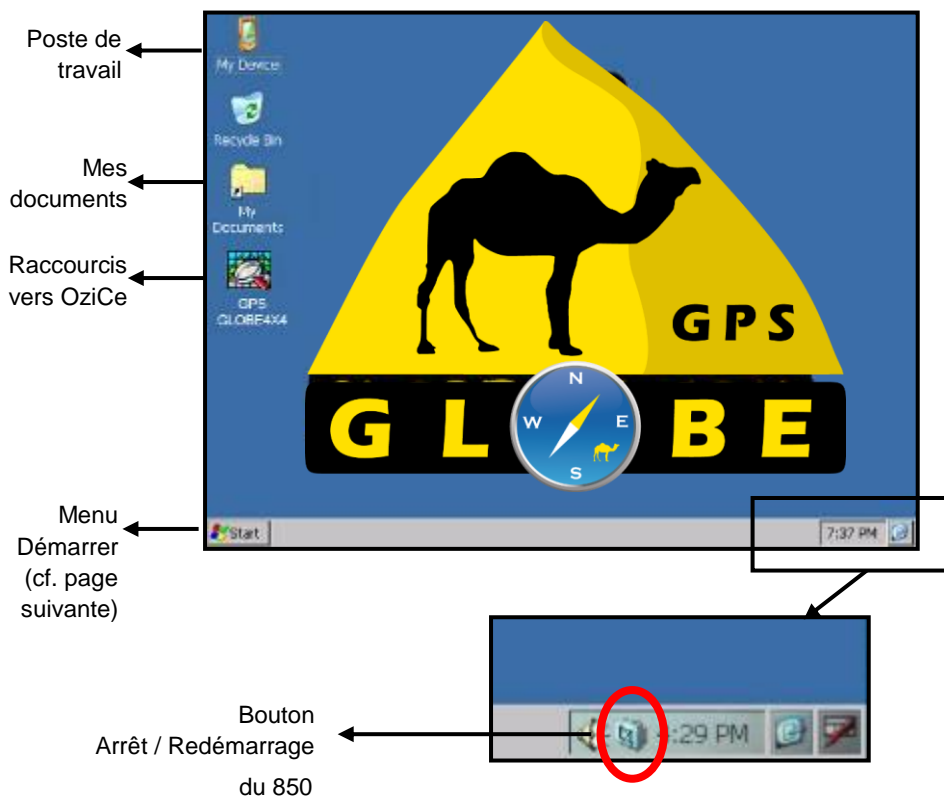 Poste de
travail
My Device
Recycle Bin
Mes
documents
My
Documents
Raccourcis
vers OziCe
GPS
GLOBE4X4
GPS
N
W E
S
G L B E
Menu
Démarrer
(cf. page
suivante)
Start
7:37 PM
:29 PM
Bouton
Arrêt / Redémarrage
du 850